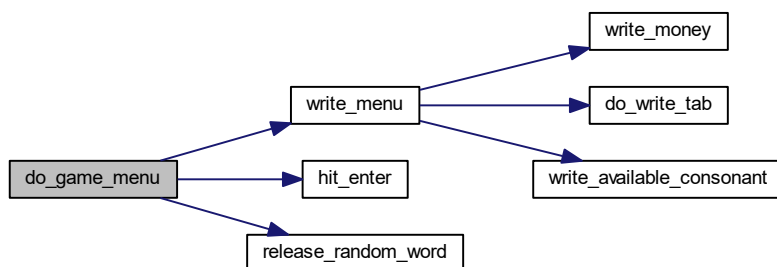 write_money
write_menu
do_write_tab
do_game_menu
hit_enter
write_available_consonant
release_random_word